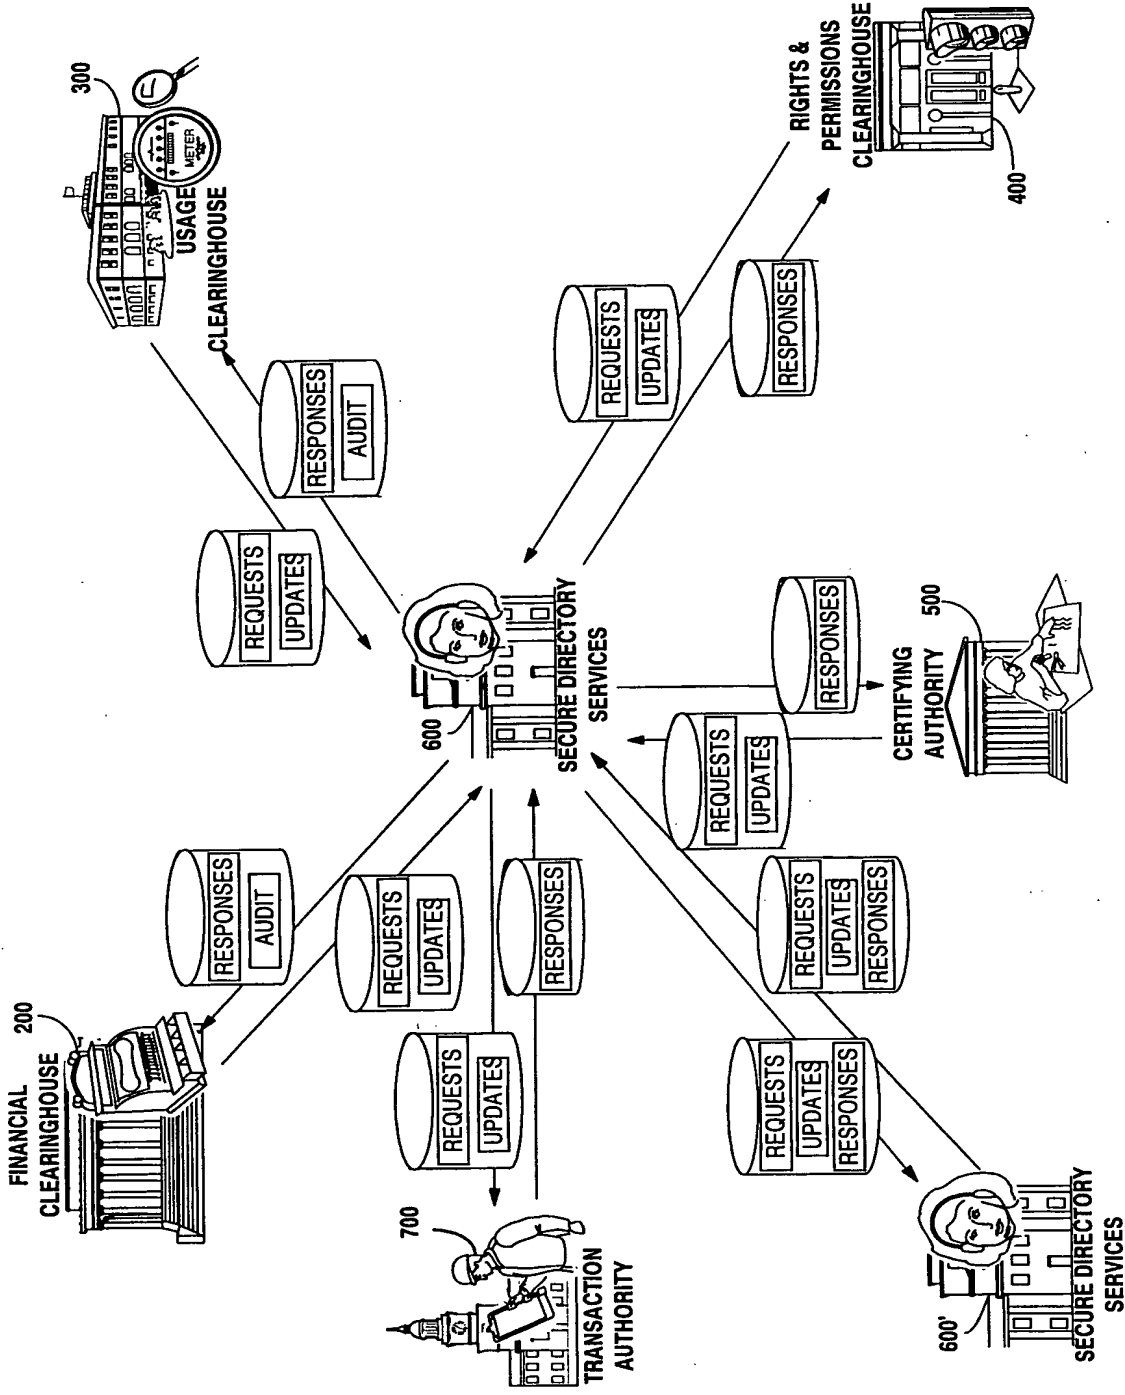 FINANCIAL
CLEARINGHOUSE
200
300
METER
USAGE
CLEARINGHOUSE
RESPONSES
AUDIT
REQUESTS
UPDATES
RESPONSES
AUDIT
REQUESTS
UPDATES
700
600
REQUESTS
UPDATES
RESPONSES
SECURE DIRECTORY
SERVICES
TRANSACTION
AUTHORITY
REQUESTS
UPDATES
REQUESTS
UPDATES
RESPONSES
RIGHTS &
PERMISSIONS
CLEARINGHOUSE
400
REQUESTS
UPDATES
RESPONSES
REQUESTS
UPDATES
RESPONSES
RESPONSES
CERTIFYING
AUTHORITY
500
600'
SECURE DIRECTORY
SERVICES